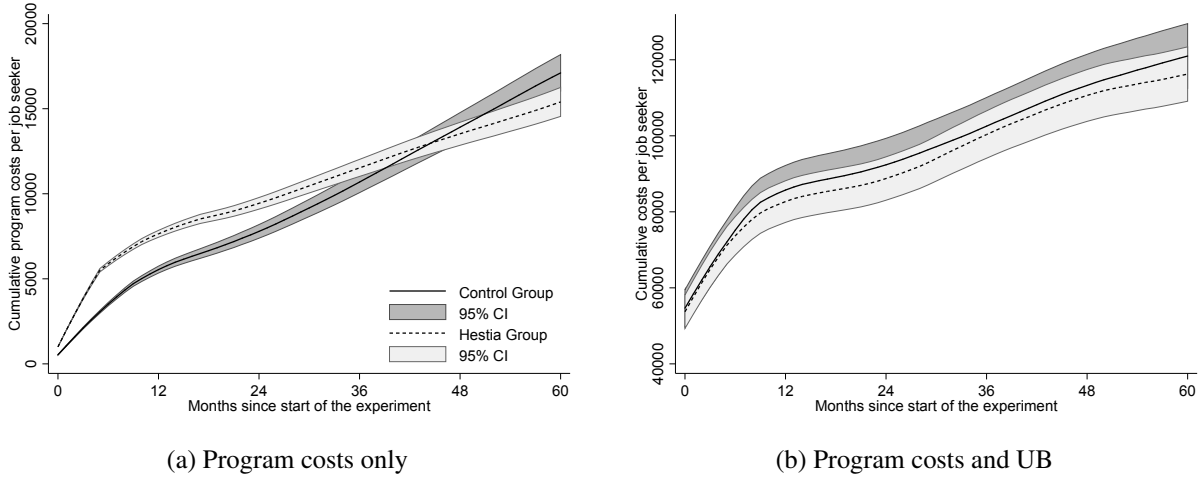 Cumulative program costs per job seeker
20000
15000
10000
5000
0
0 12 24 36 48 60
Months since start of the experiment
Control Group
95% CI
Hestia Group
95% CI
(a) Program costs only
Cumulative costs per job seeker
120000
100000
80000
60000
40000
0 12 24 36 48 60
Months since start of the experiment
(b) Program costs and UB